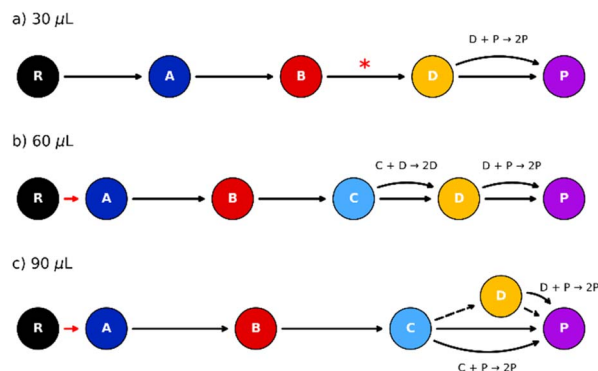 a) 30 μL
D + P → 2P
*
R A B D P
b) 60 μL
C + D → 2D D + P → 2P
R A B C D P
c) 90 μL
D
D + P → 2P
R A B C P
C + P → 2P